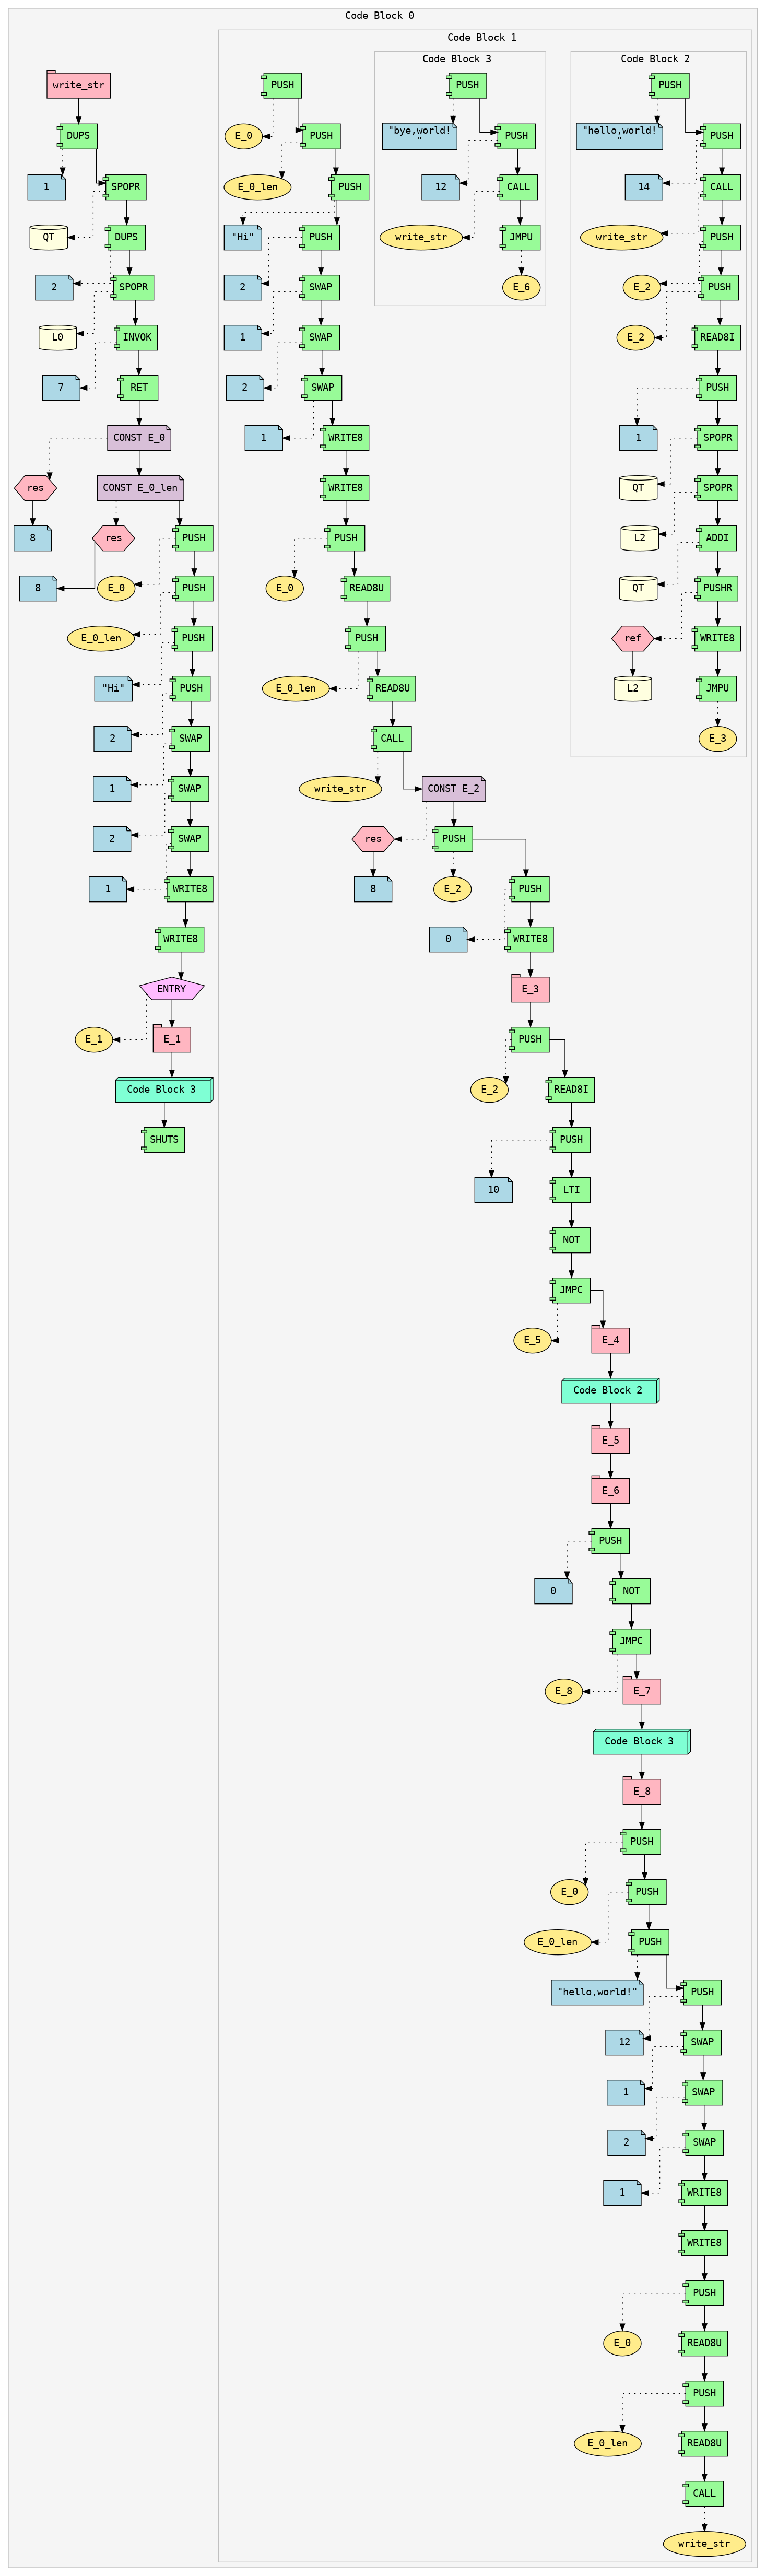 Code Block 0
Code Block 1
Code Block 3
Code Block 2
write_str
DUPS
1
SPOPR
QT
DUPS
2
SPOPR
L0
INVOK
7
RET
CONST E_0
res
8
CONST E_0_len
res
8
PUSH
E_0
PUSH
E_0_len
PUSH
"Hi"
PUSH
2
SWAP
1
SWAP
2
SWAP
1
WRITE8
WRITE8
ENTRY
E_1
E_1
Code Block 3
SHUTS
PUSH
E_0
PUSH
E_0_len
PUSH
"Hi"
PUSH
2
SWAP
1
SWAP
2
SWAP
1
WRITE8
WRITE8
PUSH
E_0
READ8U
PUSH
E_0_len
READ8U
CALL
write_str
CONST E_2
res
8
PUSH
E_2
PUSH
0
WRITE8
E_3
PUSH
E_2
READ8I
PUSH
10
LTI
NOT
JMPC
E_5
E_4
Code Block 2
E_5
E_6
PUSH
0
NOT
JMPC
E_8
E_7
Code Block 3
E_8
PUSH
E_0
PUSH
E_0_len
PUSH
"hello,world!"
PUSH
12
SWAP
1
SWAP
2
SWAP
1
WRITE8
WRITE8
PUSH
E_0
READ8U
PUSH
E_0_len
READ8U
CALL
write_str
PUSH
"bye,world!
"
PUSH
12
CALL
write_str
JMPU
E_6
PUSH
"hello,world!
"
PUSH
14
CALL
write_str
PUSH
E_2
PUSH
E_2
READ8I
PUSH
1
SPOPR
QT
SPOPR
L2
ADDI
QT
PUSHR
ref
L2
WRITE8
JMPU
E_3